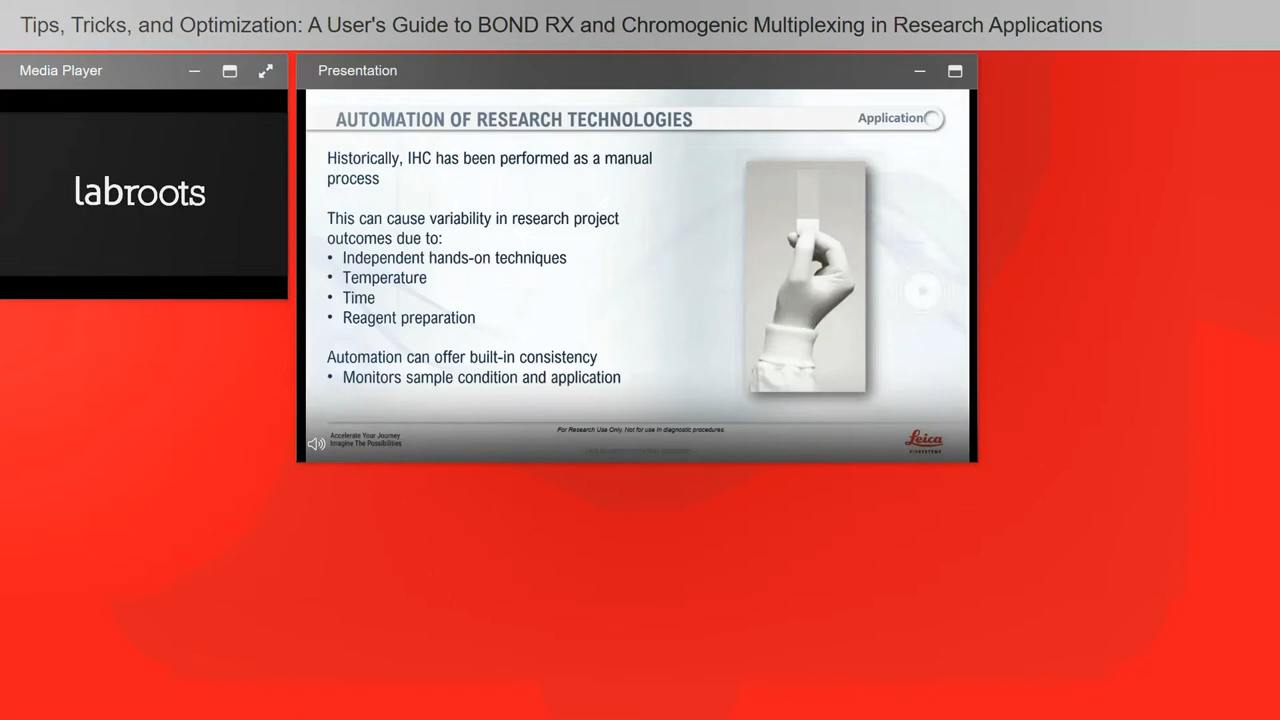 Tips, Tricks, and Optimization: A User's Guide to BOND RX and Chromogenic Multiplexing in Research Applications
Media Player
labroots
Presentation
AUTOMATION OF RESEARCH TECHNOLOGIES
Application
Historically, IHC has been performed as a manual
process
This can cause variability in research project
outcomes due to:
• Independent hands-on techniques
• Temperature
• Time
• Reagent preparation
Automation can offer built-in consistency
• Monitors sample condition and application
Accelerate Your Journey
Imagine The Possibilities
For Research Use Only. Not for use in diagnostic procedures.
Leica
BIOSYSTEMS